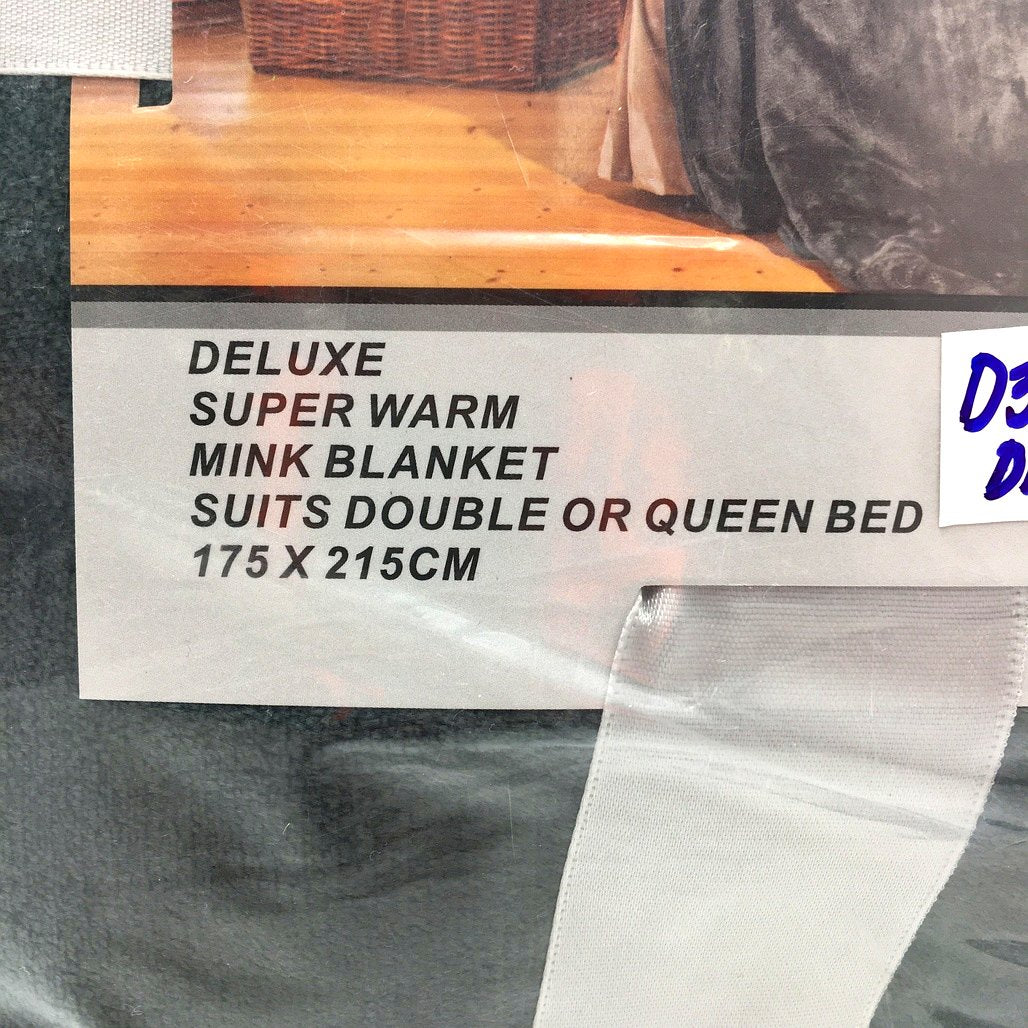 DELUXE
SUPER WARM
MINK BLANKET
SUITS DOUBLE OR QUEEN BED
175 X 215CM